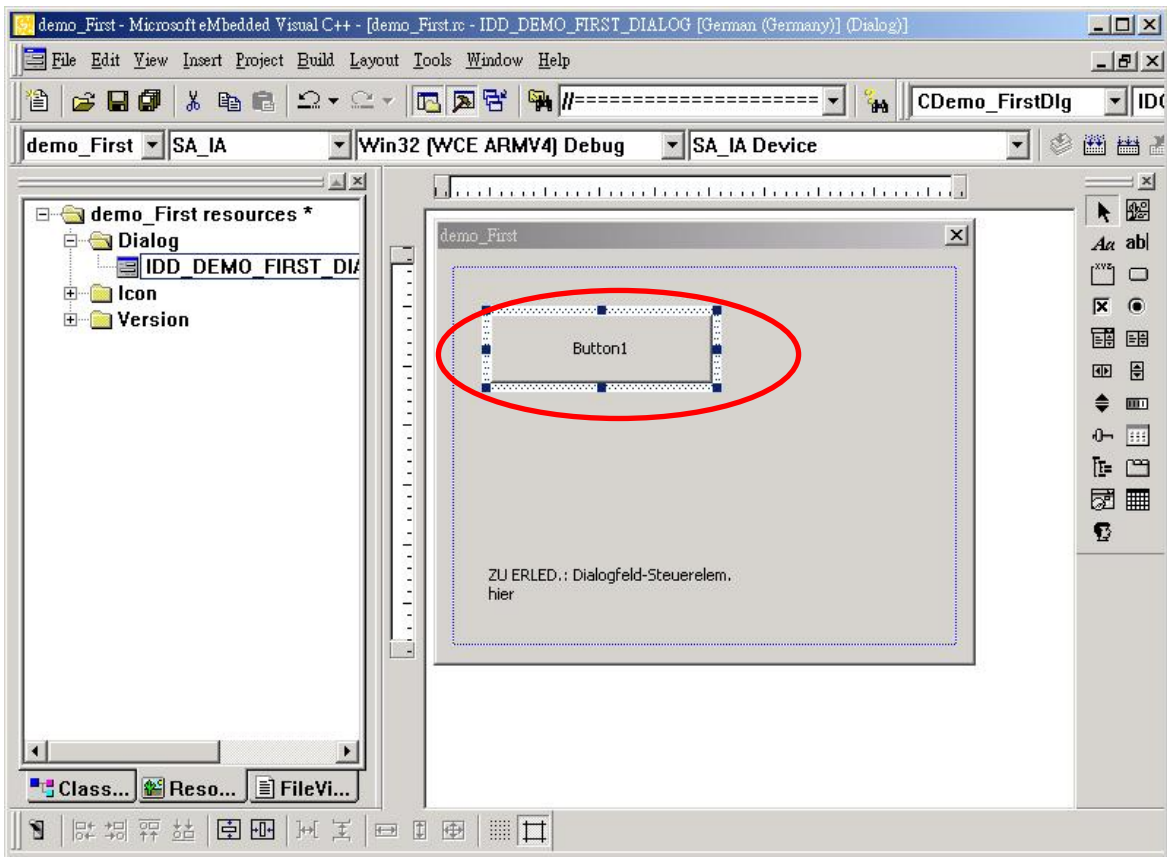 demo_First - Microsoft eMbedded Visual C++ - [demo_First.rc - IDD_DEMO_FIRST_DIALOG [German (Germany)] (Dialog)]
File Edit View Insert Project Build Layout Tools Window Help
//===================== CDemo_FirstDlg
demo_First SA_IA Win32 (WCE ARMV4) Debug SA_IA Device
demo_First resources *
Dialog
IDD_DEMO_FIRST_DIA
Icon
Version
demo_First
Button1
ZU ERLED.: Dialogfeld-Steuerelem.
hier
Aa ab|
Class... Reso... FileVi...